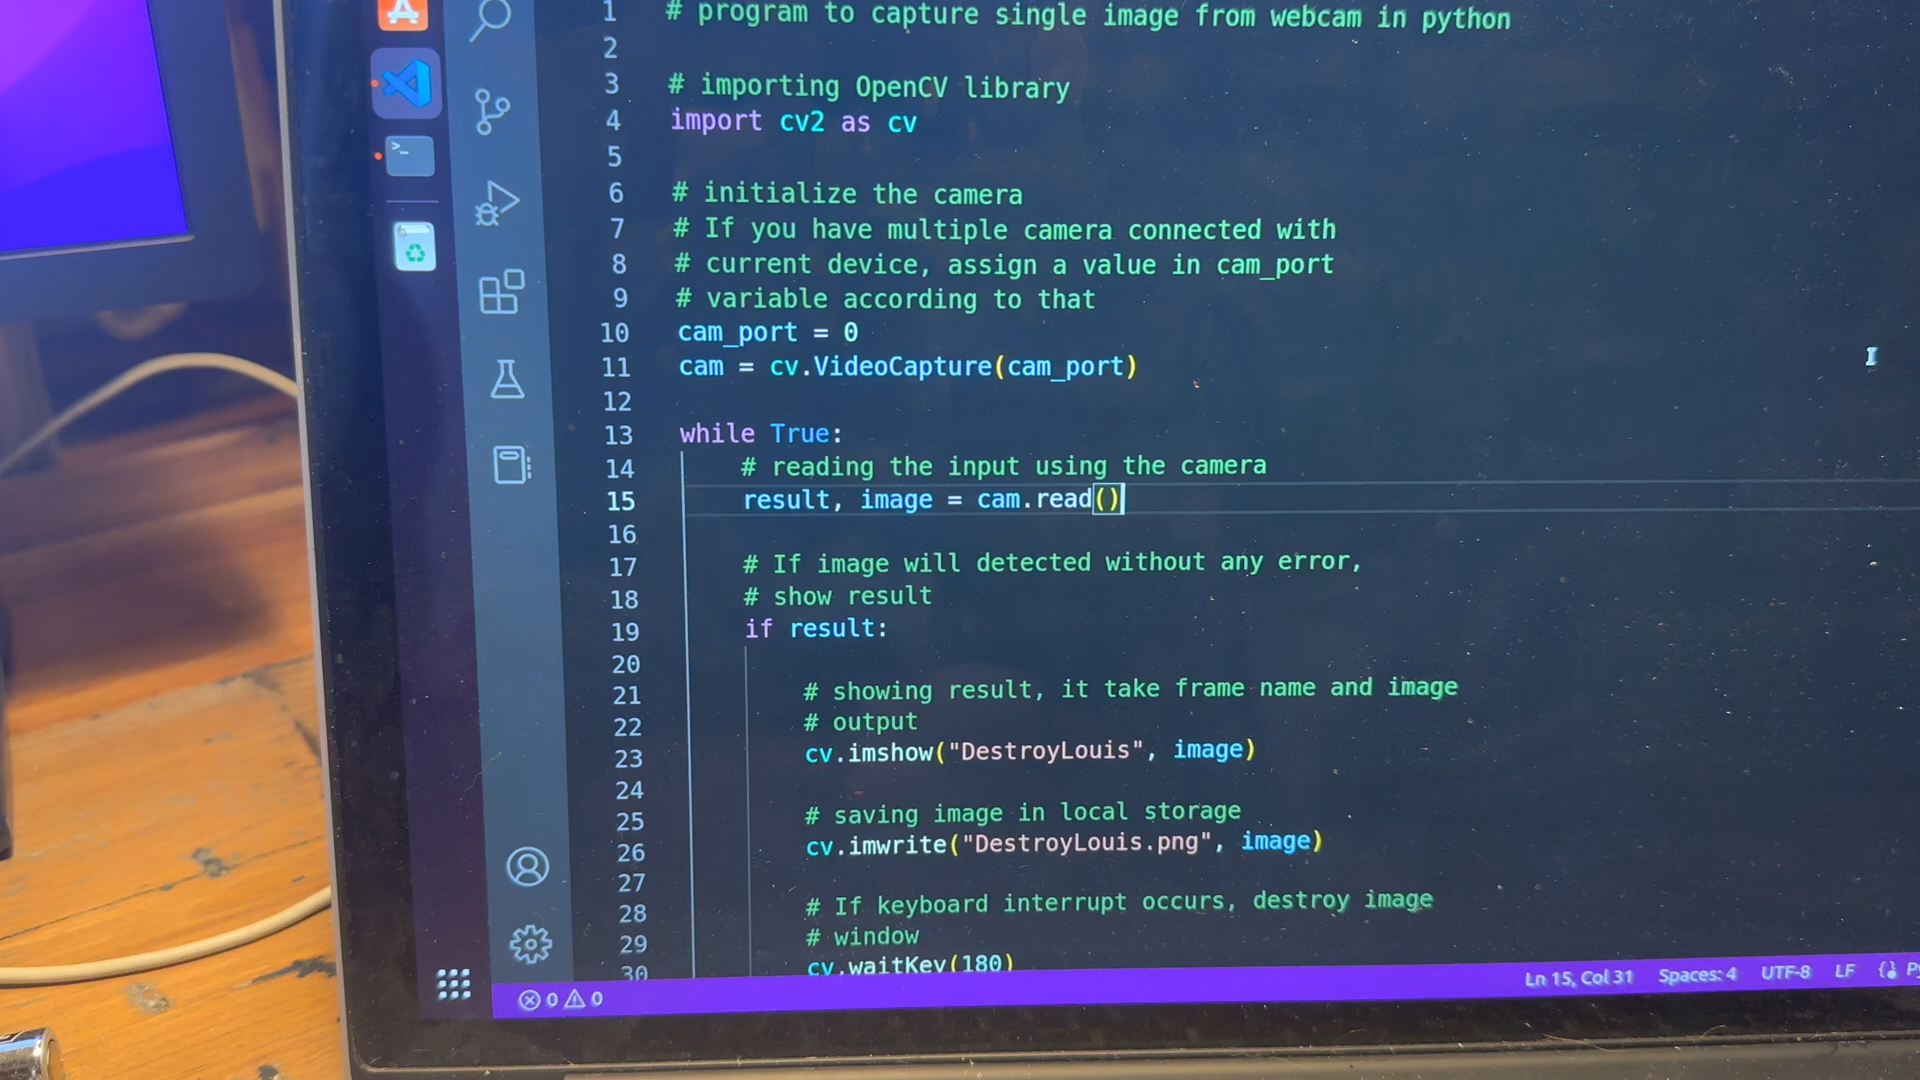 1 # program to capture single image from webcam in python
2
3 # importing OpenCV library
4 import cv2 as cv
5
6 # initialize the camera
7 # If you have multiple camera connected with
8 # current device, assign a value in cam_port
9 # variable according to that
10 cam_port = 0
11 cam = cv.VideoCapture(cam_port)
12
13 while True:
14 # reading the input using the camera
15 result, image = cam.read()
16
17 # If image will detected without any error,
18 # show result
19 if result:
20
21 # showing result, it take frame name and image
22 # output
23 cv.imshow("DestroyLouis", image)
24
25 # saving image in local storage
26 cv.imwrite("DestroyLouis.png", image)
27
28 # If keyboard interrupt occurs, destroy image
29 # window
30 cv.waitKey(180)
0 0 Ln 15, Col 31 Spaces: 4 UTF-8 LF